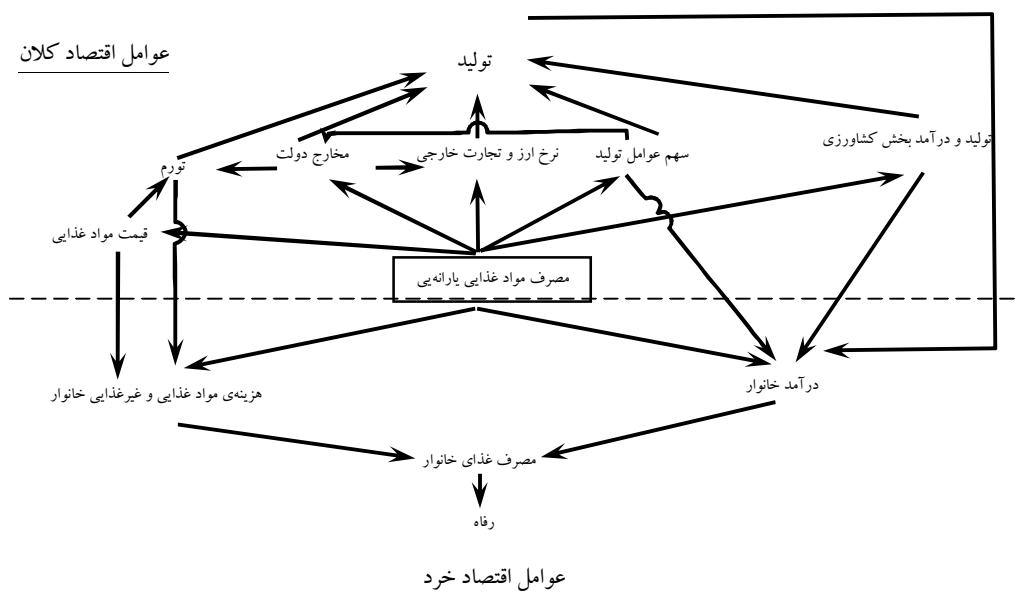 عوامل اقتصاد کلان
تولید
تولید و درآمد بخش کشاورزی
سهم عوامل تولید
نرخ ارز و تجارت خارجی
مخارج دولت
تورم
قیمت مواد غذایی
مصرف مواد غذایی یارانه‌یی
درآمد خانوار
هزینه‌ی مواد غذایی و غیرغذایی خانوار
مصرف غذای خانوار
رفاه
عوامل اقتصاد خرد